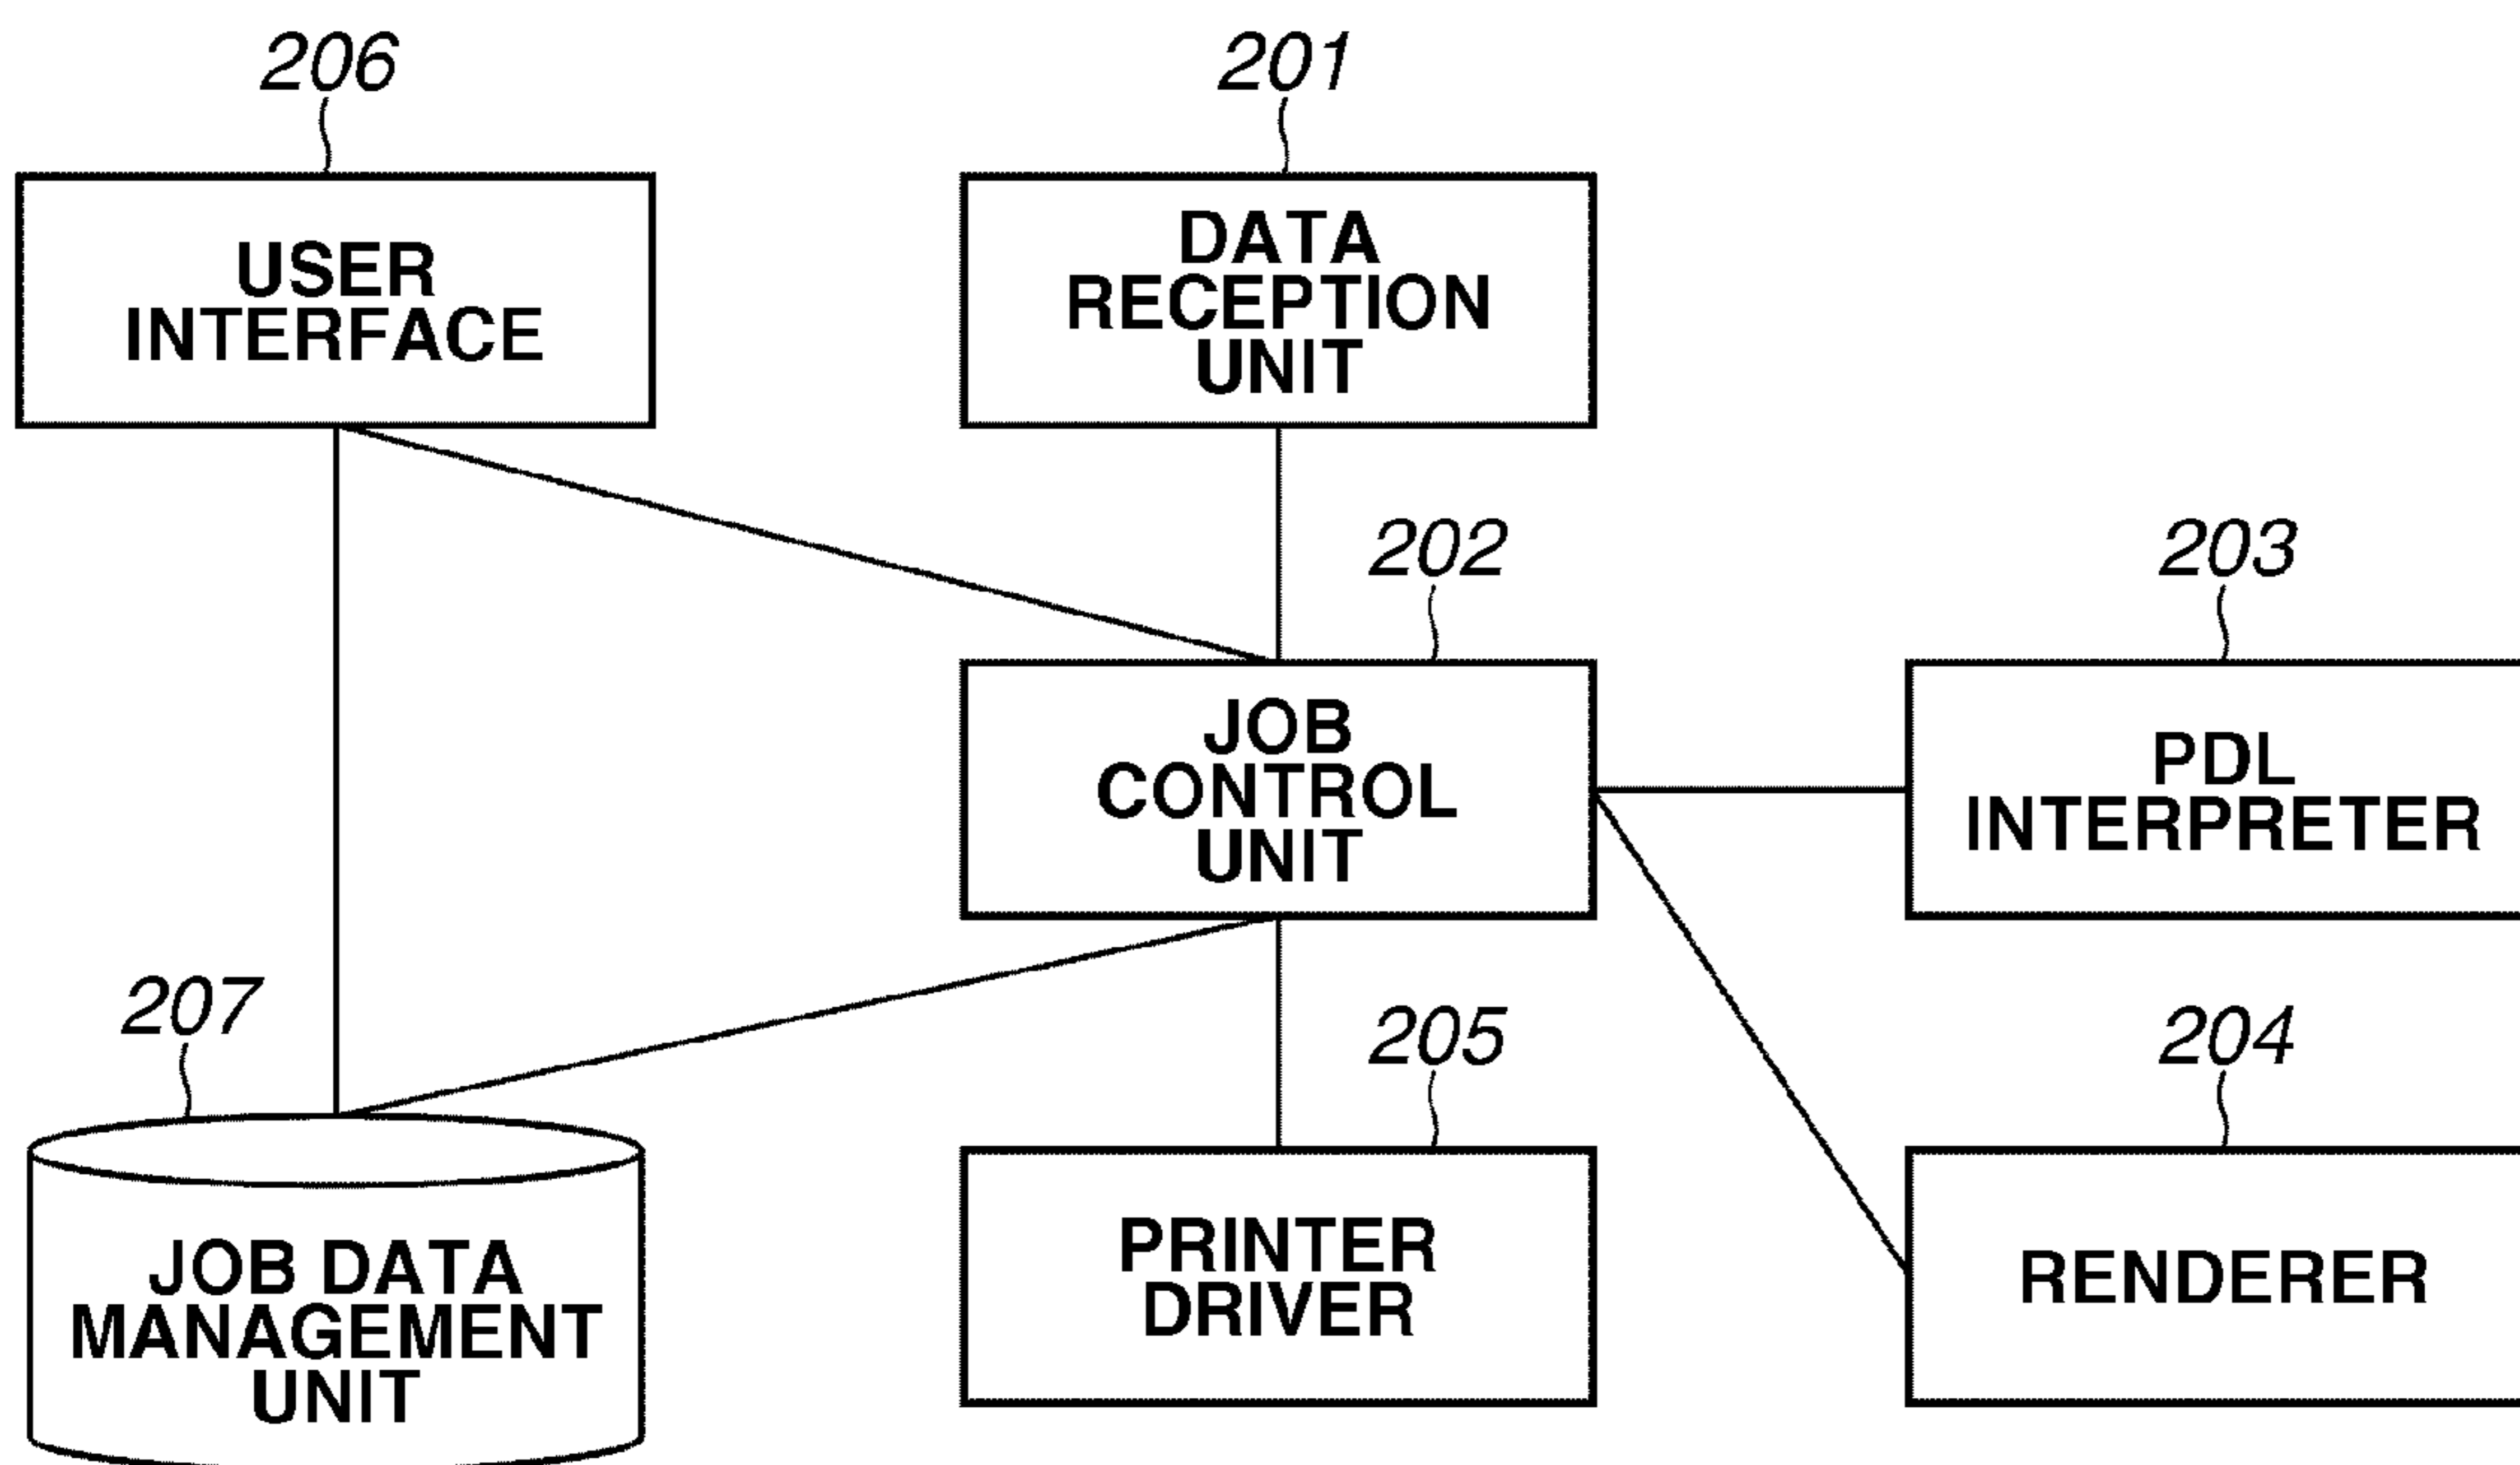 206
201
USER
INTERFACE
DATA
RECEPTION
UNIT
202
203
JOB
CONTROL
UNIT
PDL
INTERPRETER
207
205
204
JOB DATA
MANAGEMENT
UNIT
PRINTER
DRIVER
RENDERER